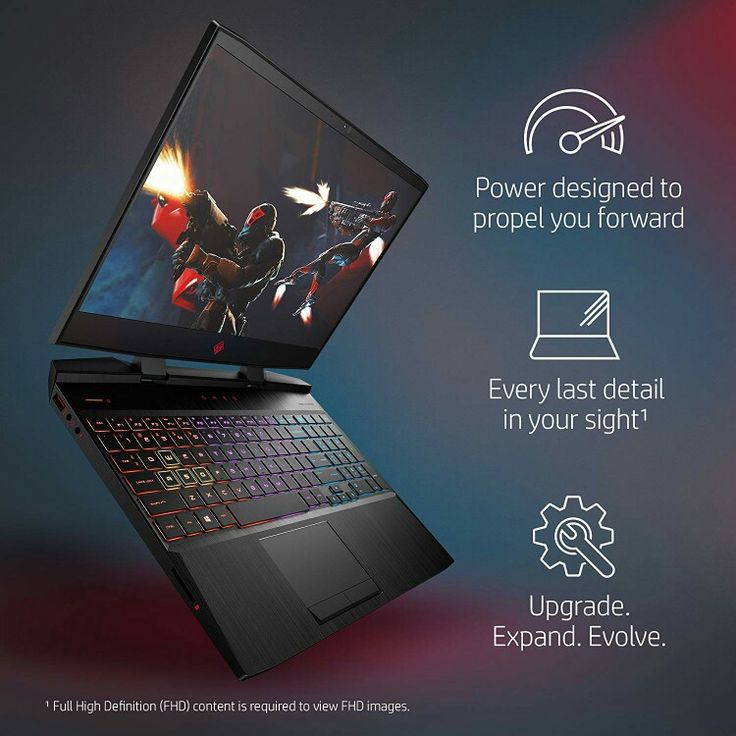 Power designed to
propel you forward
Every last detail
in your sight¹
Upgrade.
Expand. Evolve.
W
A S D
¹ Full High Definition (FHD) content is required to view FHD images.